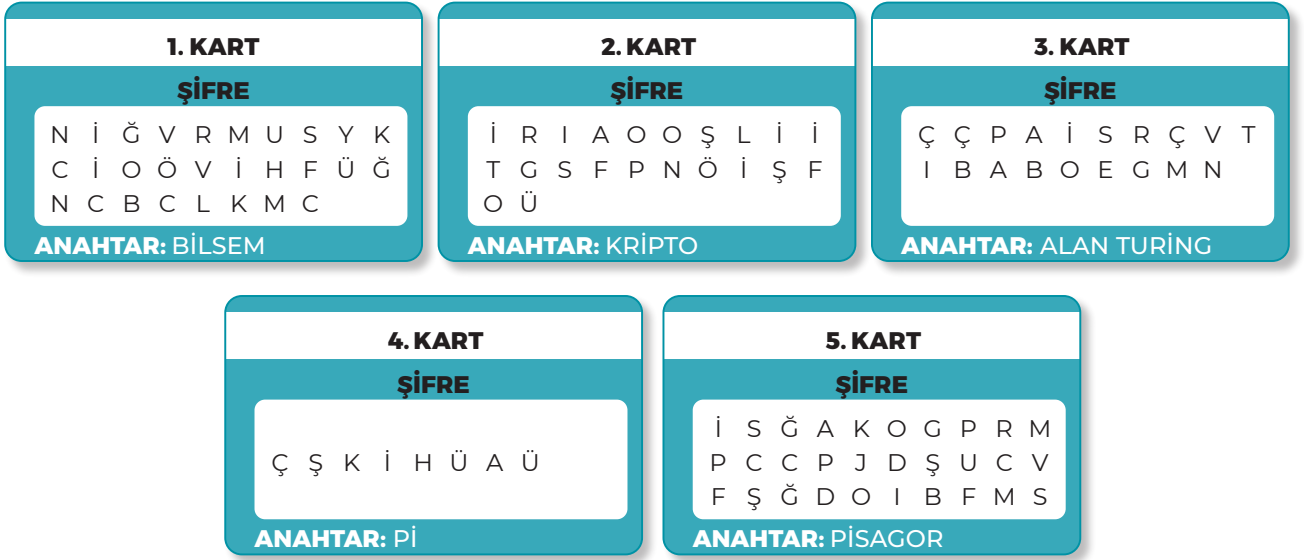 1. KART
ŞİFRE
N İ Ğ V R M U S Y K
C İ O Ö V İ H F Ü Ğ
N C B C L K M C
ANAHTAR: BİLSEM
2. KART
ŞİFRE
İ R I A O O Ş L İ İ
T G S F P N Ö İ Ş F
O Ü
ANAHTAR: KRİPTO
3. KART
ŞİFRE
Ç Ç P A İ S R Ç V T
I B A B O E G M N
ANAHTAR: ALAN TURİNG
4. KART
ŞİFRE
Ç Ş K İ H Ü A Ü
ANAHTAR: Pİ
5. KART
ŞİFRE
İ S Ğ A K O G P R M
P C C P J D Ş U C V
F Ş Ğ D O I B F M S
ANAHTAR: PİSAGOR